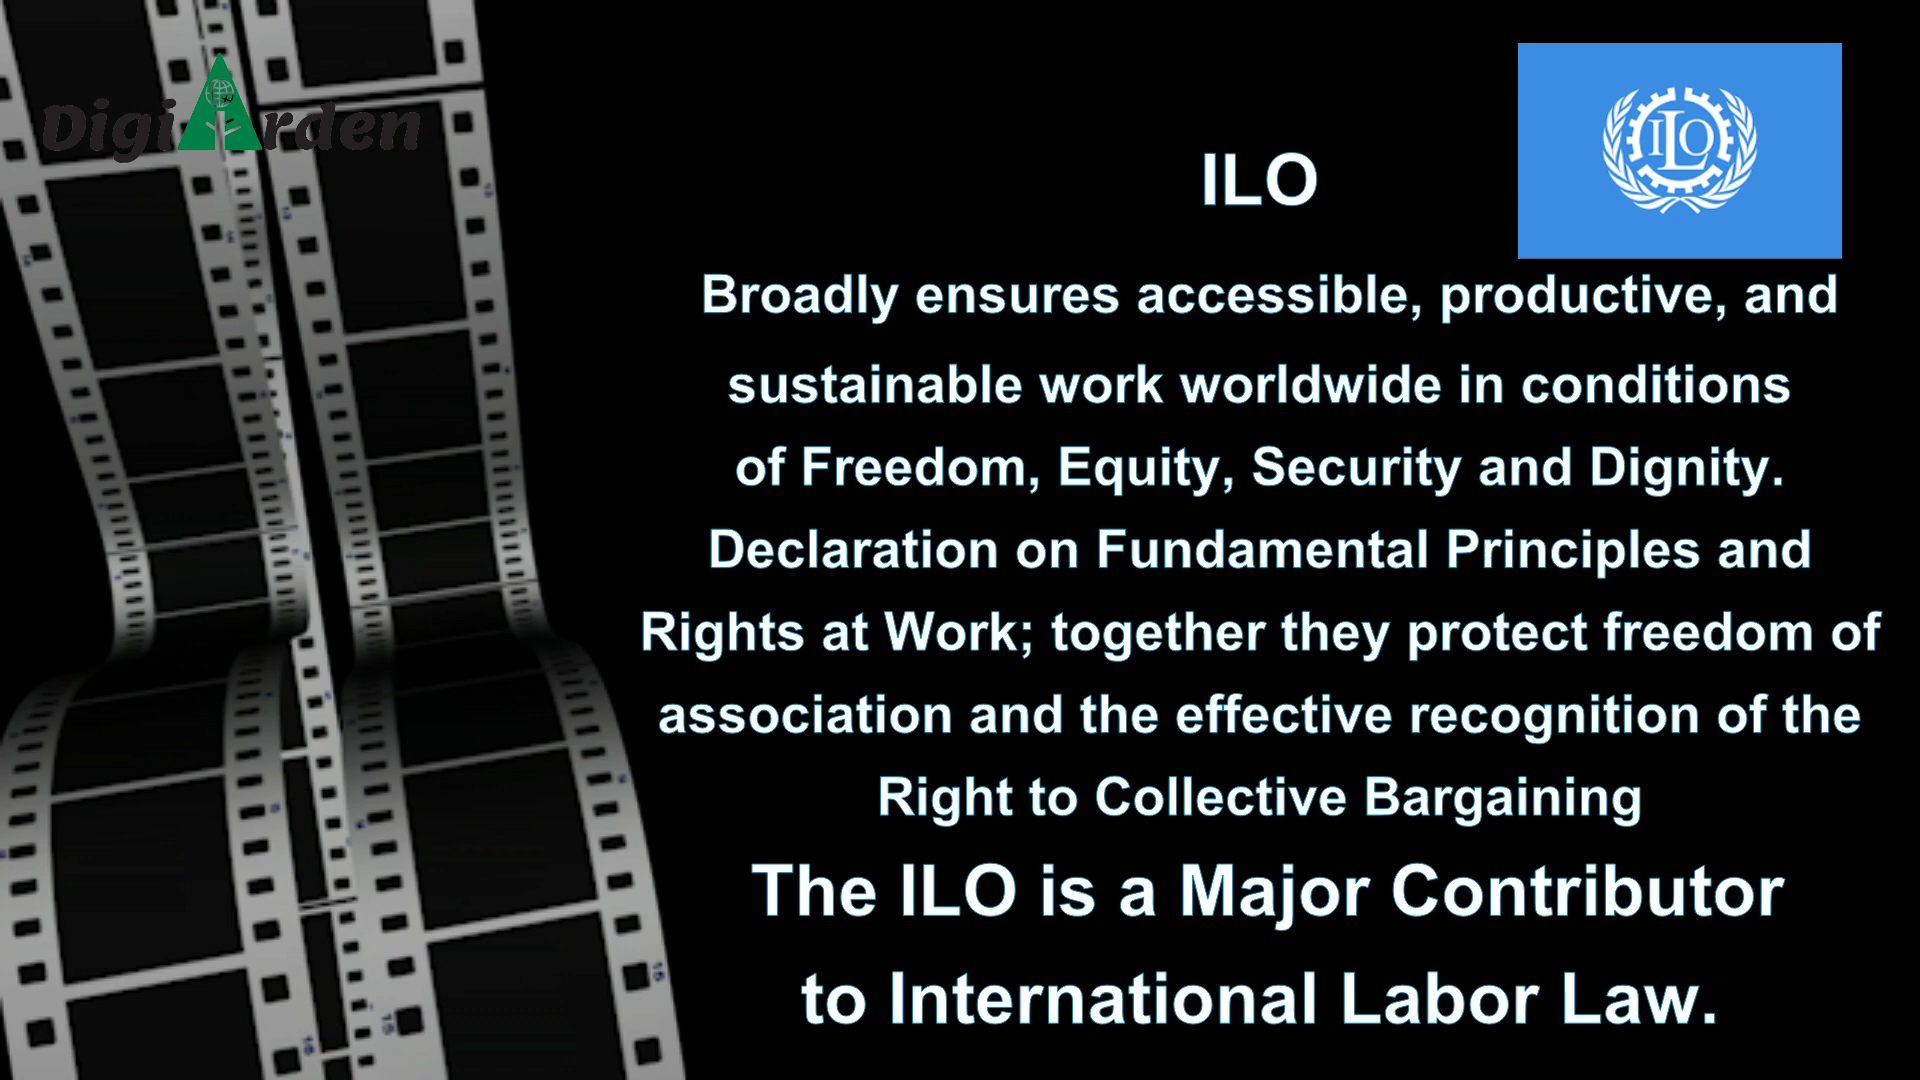 DigiArden
ILO
ILO
Broadly ensures accessible, productive, and
sustainable work worldwide in conditions
of Freedom, Equity, Security and Dignity.
Declaration on Fundamental Principles and
Rights at Work; together they protect freedom of
association and the effective recognition of the
Right to Collective Bargaining
The ILO is a Major Contributor
to International Labor Law.